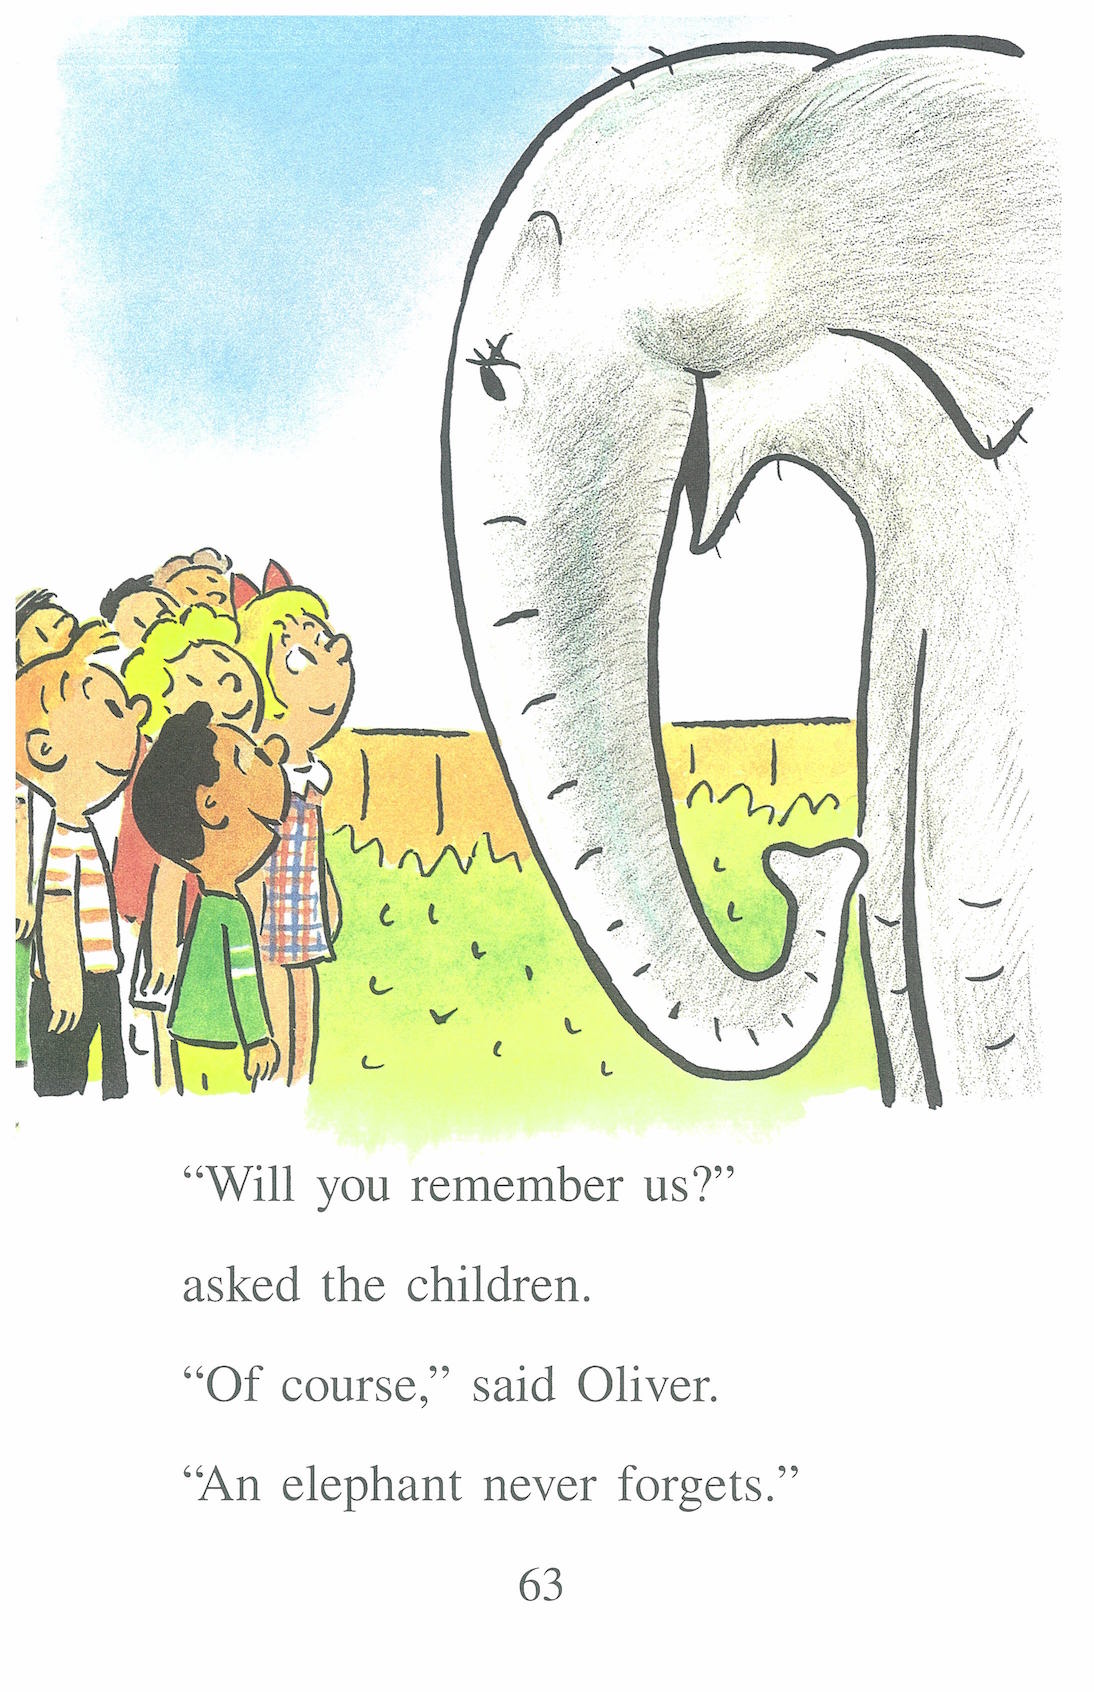 “Will you remember us?”
asked the children.
“Of course,” said Oliver.
“An elephant never forgets.”
63